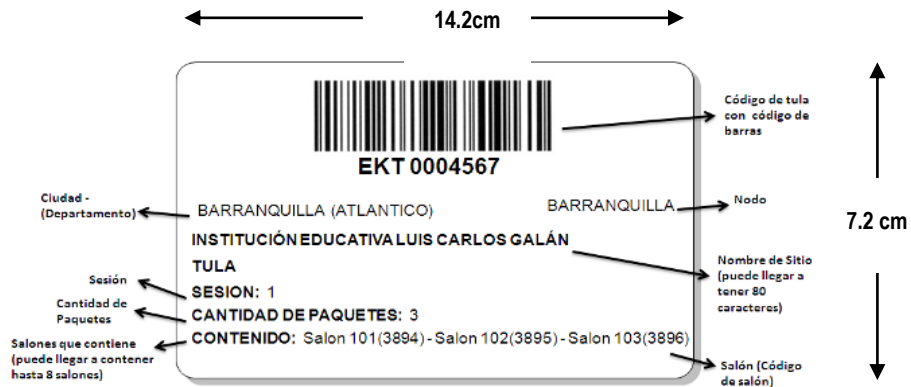 14.2cm
EKT 0004567
Código de tula
con código de
barras
Ciudad -
(Departamento)
BARRANQUILLA (ATLANTICO)
BARRANQUILLA
Nodo
7.2 cm
INSTITUCIÓN EDUCATIVA LUIS CARLOS GALÁN
TULA
Nombre de Sitio
(puede llegar a
tener 80
caracteres)
Sesión
SESION: 1
Cantidad de
Paquetes
CANTIDAD DE PAQUETES: 3
Salones que contiene
(puede llegar a contener
hasta 8 salones)
CONTENIDO: Salon 101(3894) - Salon 102(3895) - Salon 103(3896)
Salón (Código
de salón)